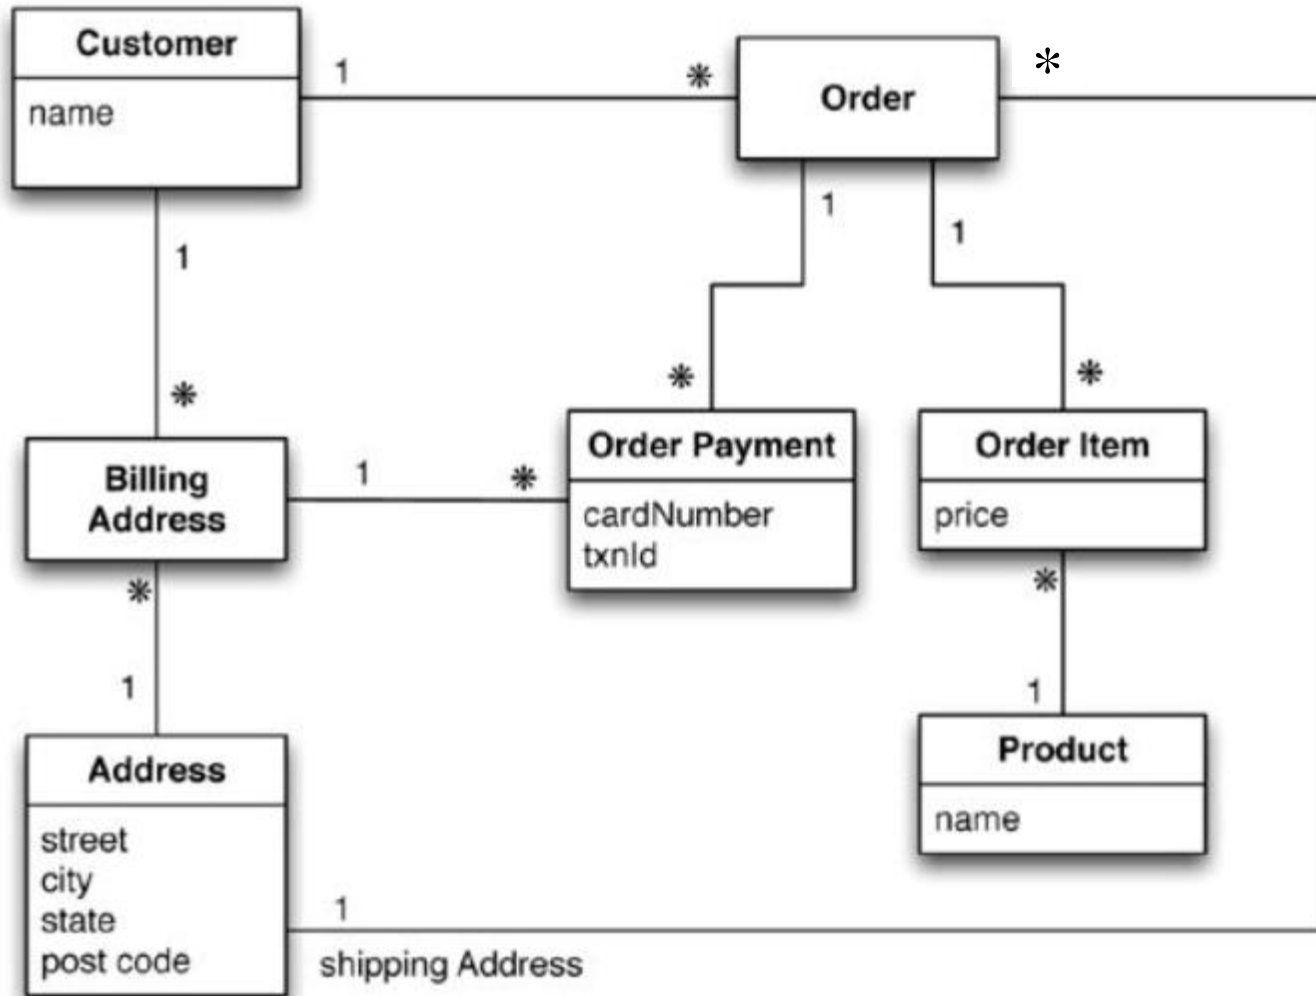 Customer
name
1
*
Order
*
1
1
1
*
*
*
Billing
Address
1
*
Order Payment
cardNumber
txnId
Order Item
price
*
1
*
1
Address
street
city
state
post code
Product
name
1
shipping Address